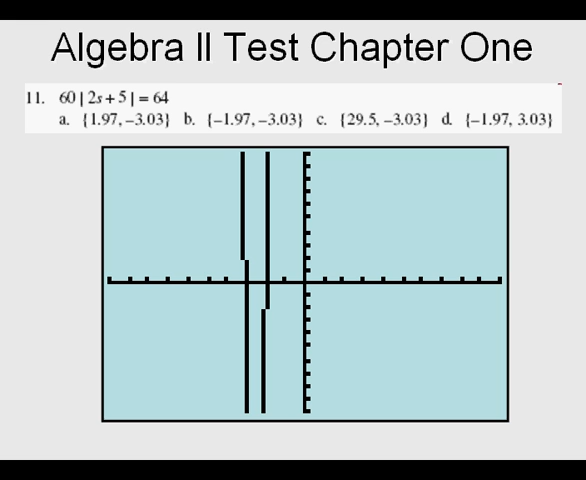 Algebra II Test Chapter One
11. 60 | 2s + 5 | = 64
a. {1.97, –3.03} b. {–1.97, –3.03} c. {29.5, –3.03} d. {–1.97, 3.03}